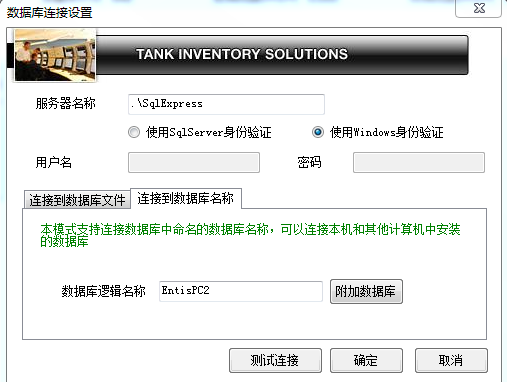 数据库连接设置
TANK INVENTORY SOLUTIONS
服务器名称 .\SqlExpress
使用SqlServer身份验证 使用Windows身份验证
用户名 密码
连接到数据库文件 连接到数据库名称
本模式支持连接数据库中命名的数据库名称，可以连接本机和其他计算机中安装
的数据库
数据库逻辑名称 EntisPC2 附加数据库
测试连接 确定 取消